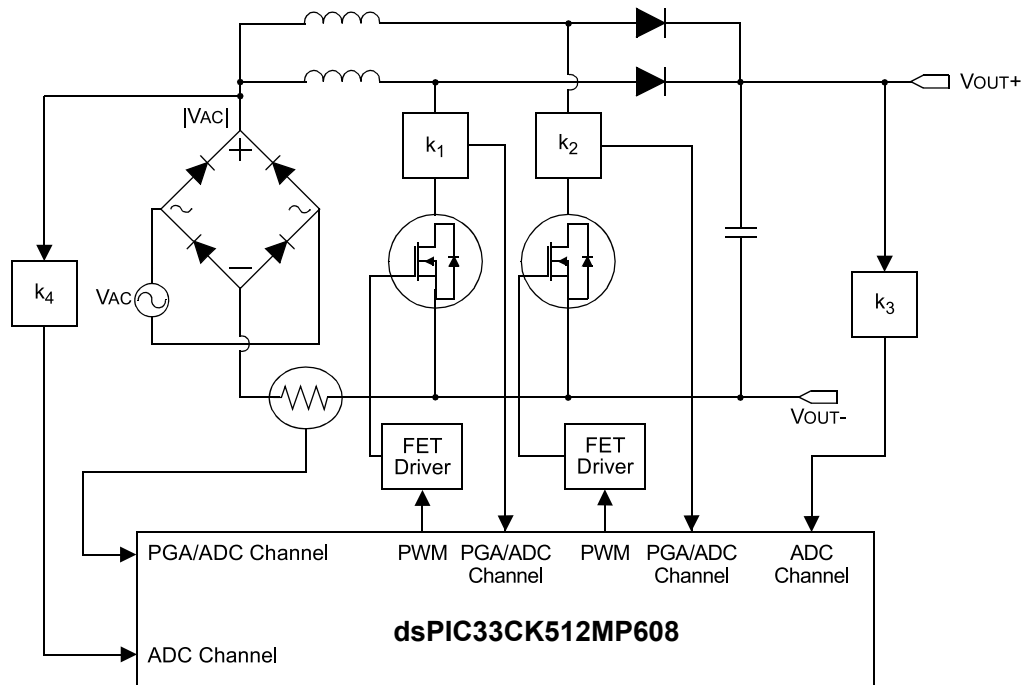 VOUT+
|VAC|
k1
k2
+
k4
VAC
−
k3
VOUT-
FET
Driver
FET
Driver
PGA/ADC Channel
PWM
PGA/ADC
Channel
PWM
PGA/ADC
Channel
ADC
Channel
dsPIC33CK512MP608
ADC Channel